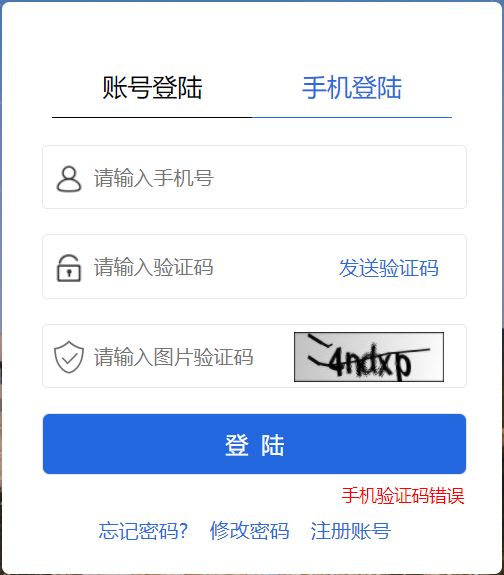 账号登陆 手机登陆
请输入手机号
请输入验证码 发送验证码
请输入图片验证码 4ndxp
登 陆
手机验证码错误
忘记密码? 修改密码 注册账号